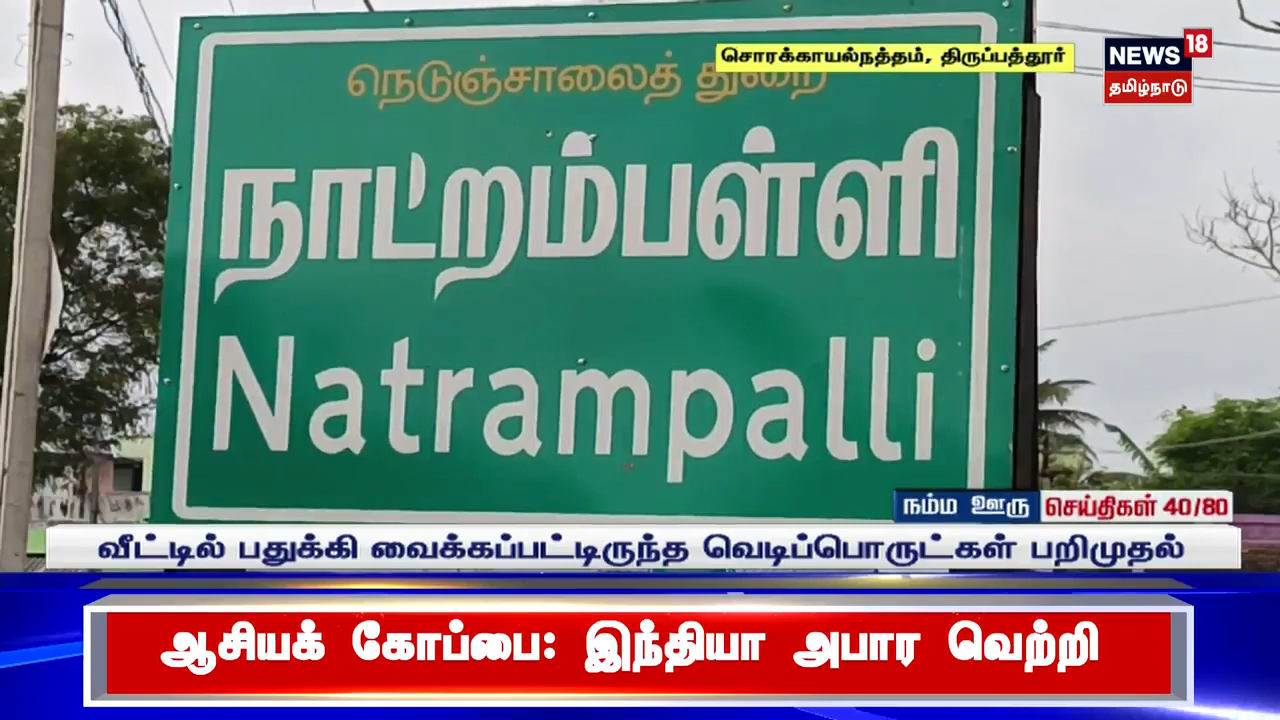 சொரக்காயல்நத்தம், திருப்பத்தூர்
NEWS 18
தமிழ்நாடு
நெடுஞ்சாலைத் துறை
நாட்றம்பள்ளி
Natrampalli
நம்ம ஊரு செய்திகள் 40/80
வீட்டில் பதுக்கி வைக்கப்பட்டிருந்த வெடிப்பொருட்கள் பறிமுதல்
ஆசியக் கோப்பை: இந்தியா அபார வெற்றி